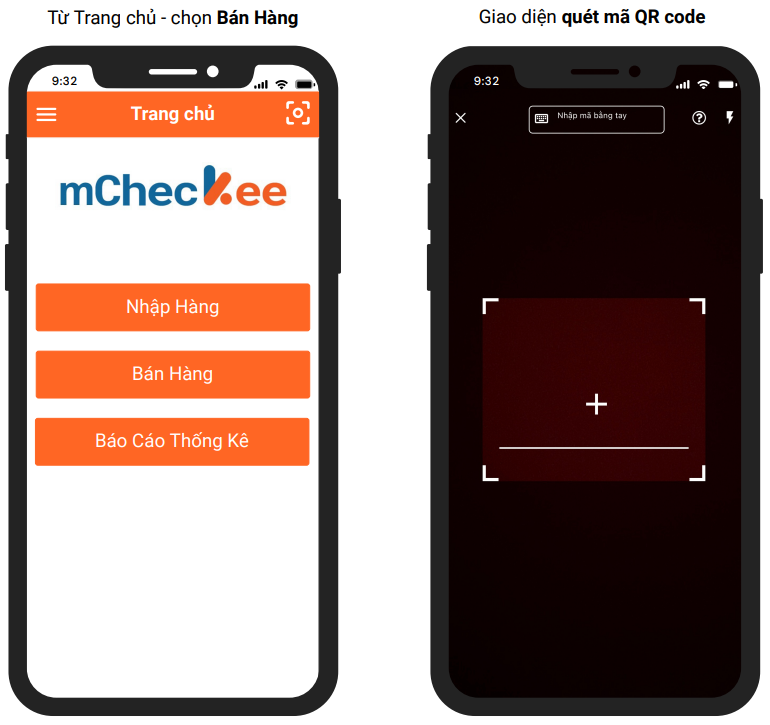 Từ Trang chủ - chọn Bán Hàng
9:32
Trang chủ
mCheckee
Nhập Hàng
Bán Hàng
Báo Cáo Thống Kê
Giao diện quét mã QR code
9:32
Nhập mã bằng tay